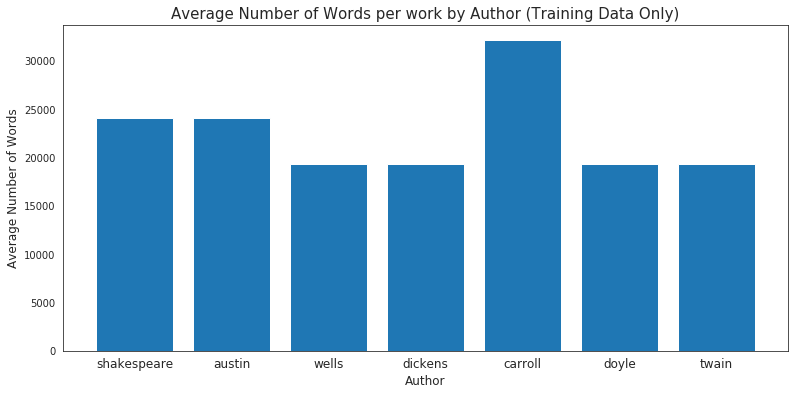 Average Number of Words per work by Author (Training Data Only)
Average Number of Words
30000
25000
20000
15000
10000
5000
0
shakespeare austin wells dickens carroll doyle twain
Author